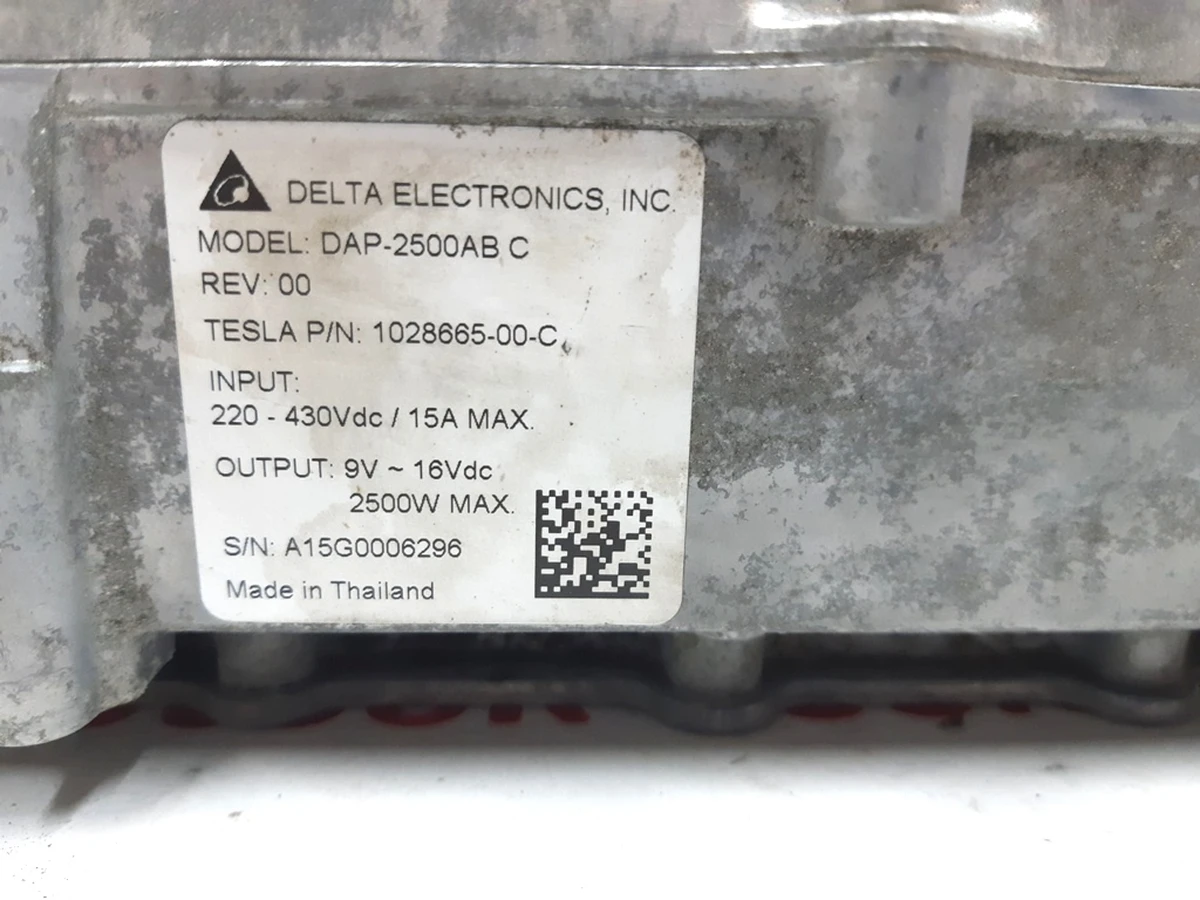 DELTA ELECTRONICS, INC.
MODEL: DAP-2500AB C
REV: 00
TESLA P/N: 1028665-00-C
INPUT:
220 - 430Vdc / 15A MAX.
OUTPUT: 9V ~ 16Vdc
2500W MAX.
S/N: A15G0006296
Made in Thailand